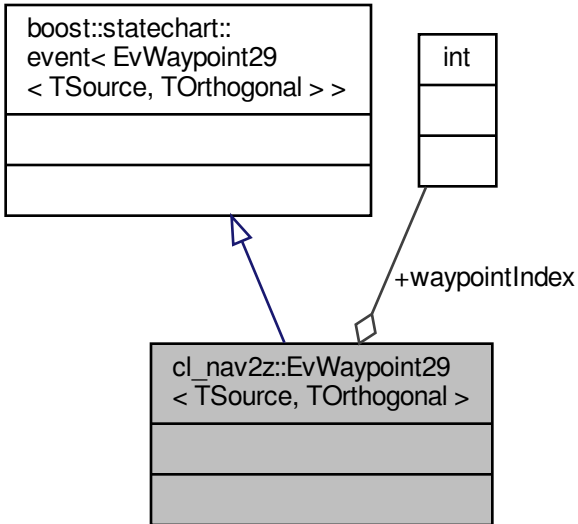 boost::statechart::
event< EvWaypoint29
< TSource, TOrthogonal > >
int
+waypointIndex
cl_nav2z::EvWaypoint29
< TSource, TOrthogonal >